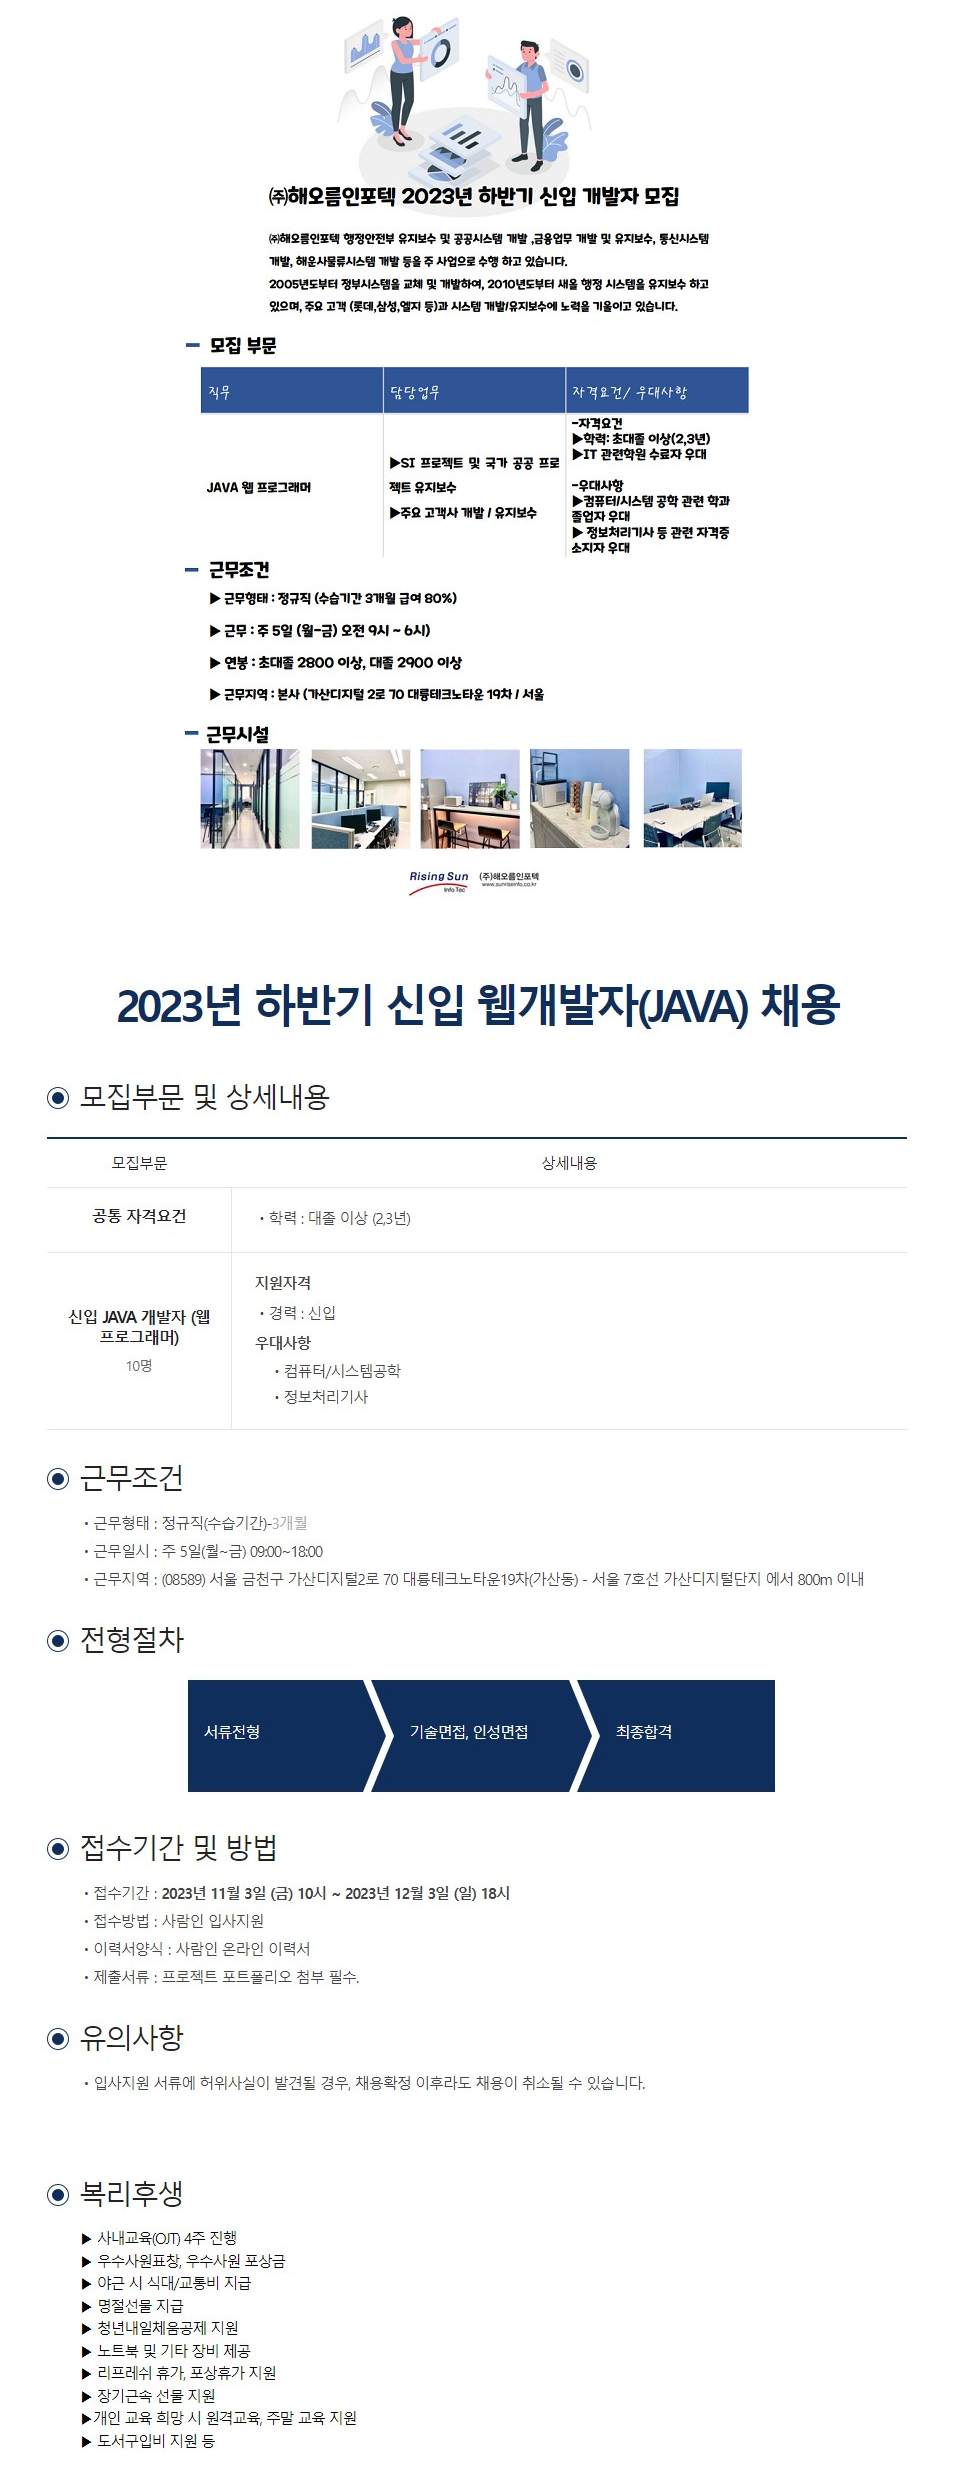 ㈜해오름인포텍 2023년 하반기 신입 개발자 모집
㈜해오름인포텍 행정안전부 유지보수 및 공공시스템 개발 ,금융업무 개발 및 유지보수, 통신시스템
개발, 해운사물류시스템 개발 등을 주 사업으로 수행 하고 있습니다.
2005년도부터 정부시스템을 교체 및 개발하여, 2010년도부터 새올 행정 시스템을 유지보수 하고
있으며, 주요 고객 (롯데,삼성,엘지 등)과 시스템 개발/유지보수에 노력을 기울이고 있습니다.
모집 부문
직무
담당업무
자격요건/ 우대사항
JAVA 웹 프로그래머
▶SI 프로젝트 및 국가 공공 프로
젝트 유지보수
▶주요 고객사 개발 / 유지보수
-자격요건
▶학력: 초대졸 이상(2,3년)
▶IT 관련학원 수료자 우대
-우대사항
▶컴퓨터/시스템 공학 관련 학과
졸업자 우대
▶ 정보처리기사 등 관련 자격증
소지자 우대
근무조건
▶ 근무형태 : 정규직 (수습기간 3개월 급여 80%)
▶ 근무 : 주 5일 (월-금) 오전 9시 ~ 6시)
▶ 연봉 : 초대졸 2800 이상, 대졸 2900 이상
▶ 근무지역 : 본사 (가산디지털 2로 70 대륭테크노타운 19차 / 서울
근무시설
Rising Sun
Info Tec
(주)해오름인포텍
www.sunriseinfo.co.kr
2023년 하반기 신입 웹개발자(JAVA) 채용
모집부문 및 상세내용
모집부문
상세내용
공통 자격요건
• 학력 : 대졸 이상 (2,3년)
신입 JAVA 개발자 (웹
프로그래머)
10명
지원자격
• 경력 : 신입
우대사항
• 컴퓨터/시스템공학
• 정보처리기사
근무조건
• 근무형태 : 정규직(수습기간)-3개월
• 근무일시 : 주 5일(월~금) 09:00~18:00
• 근무지역 : (08589) 서울 금천구 가산디지털2로 70 대륭테크노타운19차(가산동) - 서울 7호선 가산디지털단지 에서 800m 이내
전형절차
서류전형
기술면접, 인성면접
최종합격
접수기간 및 방법
• 접수기간 : 2023년 11월 3일 (금) 10시 ~ 2023년 12월 3일 (일) 18시
• 접수방법 : 사람인 입사지원
• 이력서양식 : 사람인 온라인 이력서
• 제출서류 : 프로젝트 포트폴리오 첨부 필수.
유의사항
• 입사지원 서류에 허위사실이 발견될 경우, 채용확정 이후라도 채용이 취소될 수 있습니다.
복리후생
▶ 사내교육(OJT) 4주 진행
▶ 우수사원표창, 우수사원 포상금
▶ 야근 시 식대/교통비 지급
▶ 명절선물 지급
▶ 청년내일체움공제 지원
▶ 노트북 및 기타 장비 제공
▶ 리프레쉬 휴가, 포상휴가 지원
▶ 장기근속 선물 지원
▶개인 교육 희망 시 원격교육, 주말 교육 지원
▶ 도서구입비 지원 등